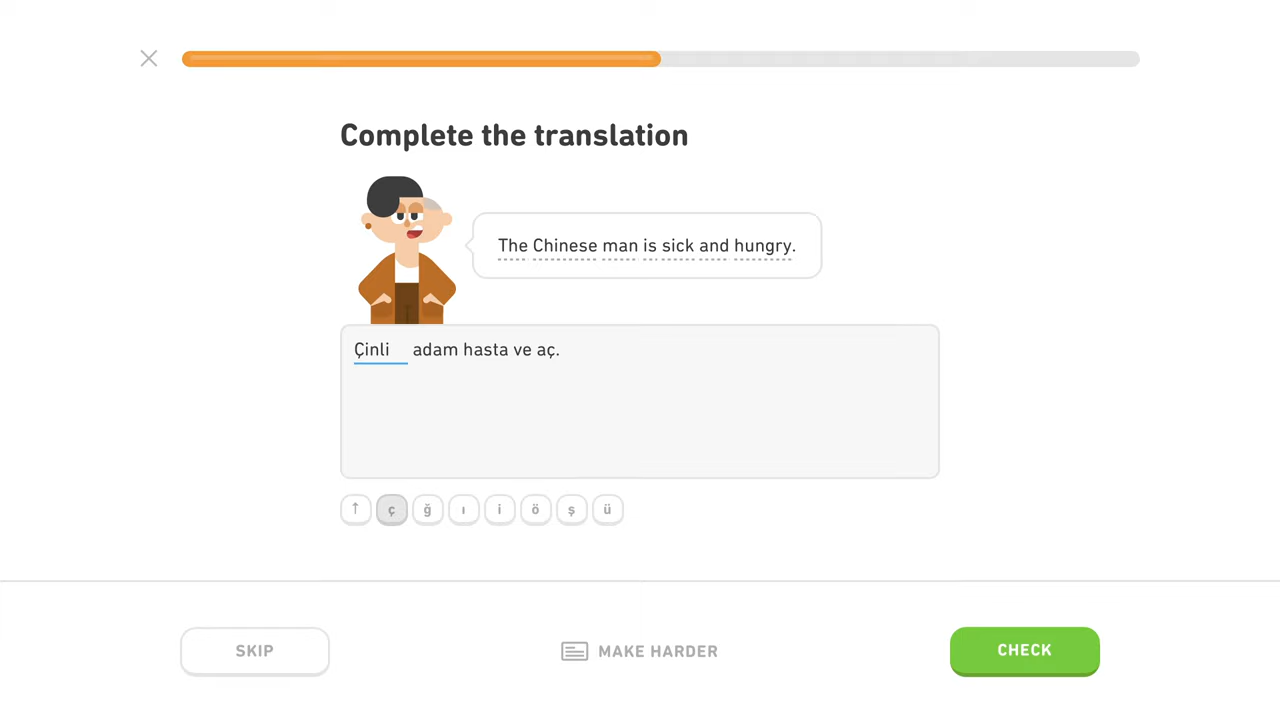 Complete the translation
The Chinese man is sick and hungry.
Çinli adam hasta ve aç.
↑ ç ğ ı i ö ş ü
SKIP
MAKE HARDER
CHECK